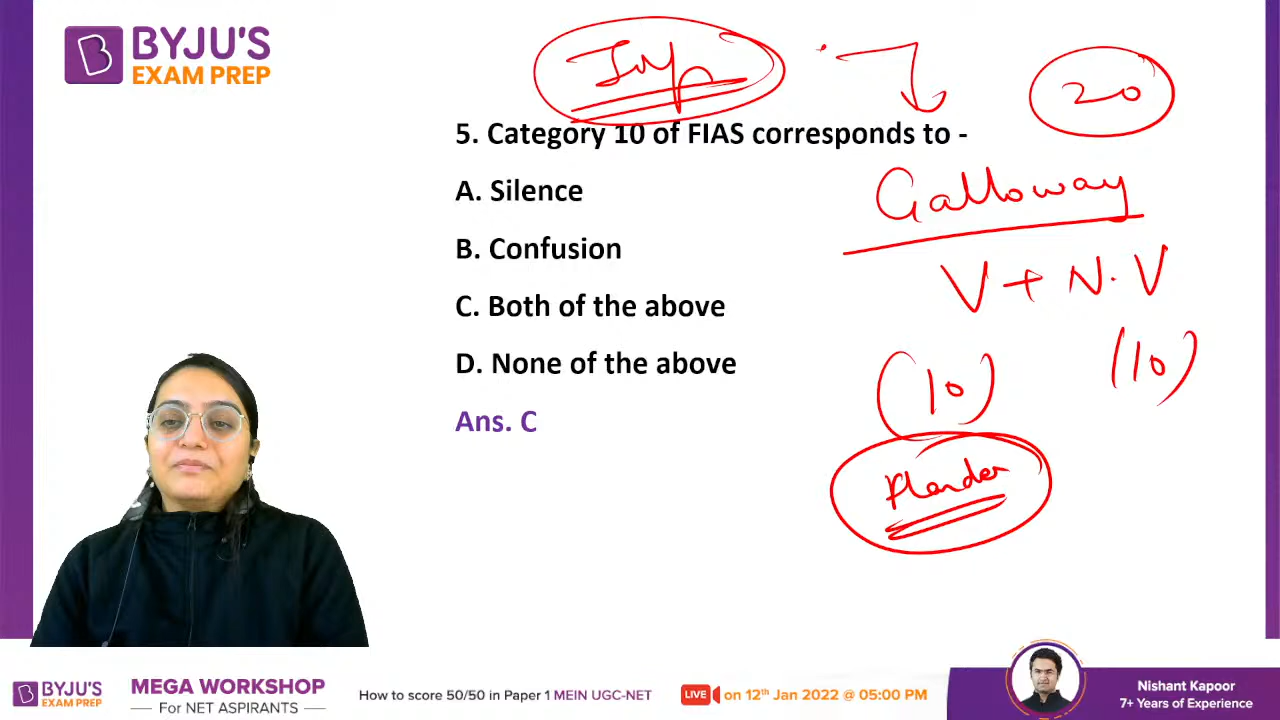 BYJU'S
EXAM PREP
Imp
20
5. Category 10 of FIAS corresponds to -
A. Silence
Galloway
B. Confusion
V + N.V
C. Both of the above
(10)
D. None of the above
(10)
Ans. C
Flander
BYJU'S
EXAM PREP
MEGA WORKSHOP
For NET ASPIRANTS
How to score 50/50 in Paper 1 MEIN UGC-NET
LIVE on 12th Jan 2022 @ 05:00 PM
Nishant Kapoor
7+ Years of Experience